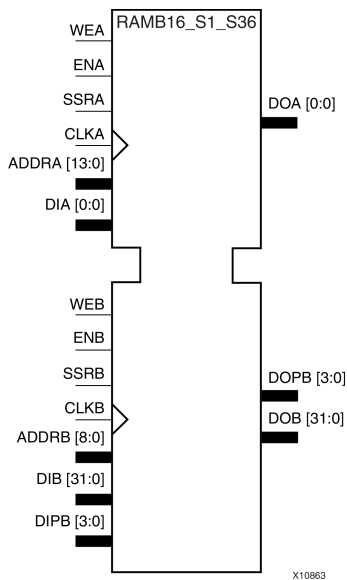 RAMB16_S1_S36
WEA
ENA
SSRA
CLKA
ADDRA [13:0]
DIA [0:0]
DOA [0:0]
WEB
ENB
SSRB
CLKB
ADDRB [8:0]
DIB [31:0]
DIPB [3:0]
DOPB [3:0]
DOB [31:0]
X10863